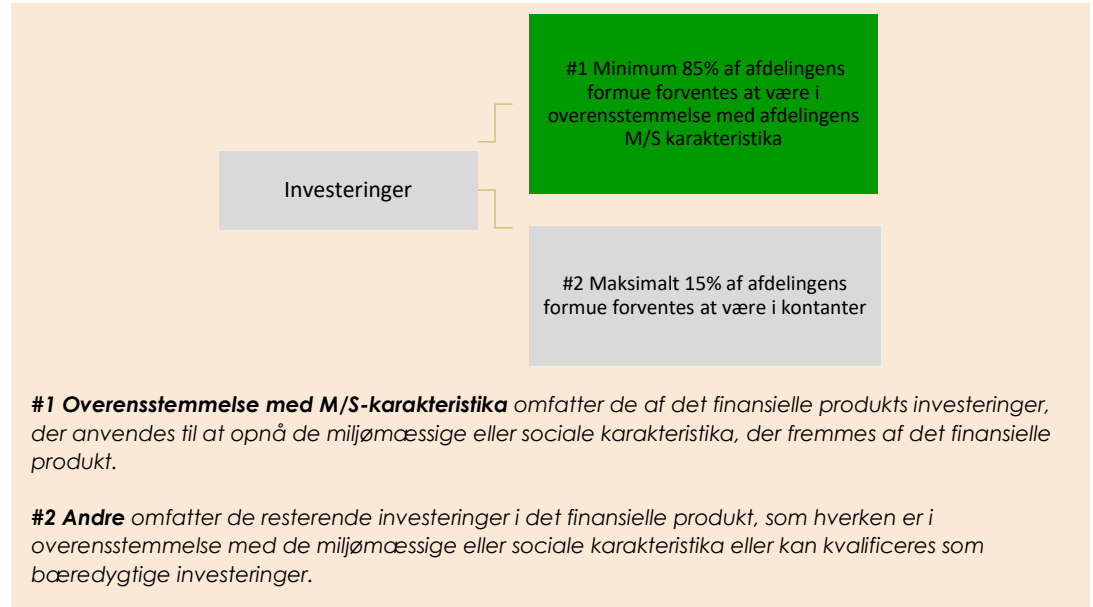 #1 Minimum 85% af afdelingens
formue forventes at være i
overensstemmelse med afdelingens
M/S karakteristika
Investeringer
#2 Maksimalt 15% af afdelingens
formue forventes at være i kontanter
#1 Overensstemmelse med M/S-karakteristika omfatter de af det finansielle produkts investeringer,
der anvendes til at opnå de miljømæssige eller sociale karakteristika, der fremmes af det finansielle
produkt.
#2 Andre omfatter de resterende investeringer i det finansielle produkt, som hverken er i
overensstemmelse med de miljømæssige eller sociale karakteristika eller kan kvalificeres som
bæredygtige investeringer.